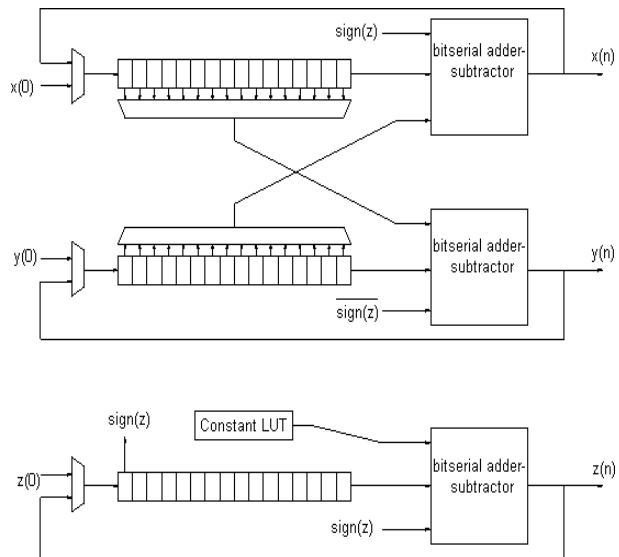 sign(z)
bitserial adder-
subtractor
x(n)
x(0)
y(0)
bitserial adder-
subtractor
y(n)
sign(z)
sign(z)
Constant LUT
bitserial adder-
subtractor
z(0)
z(n)
sign(z)